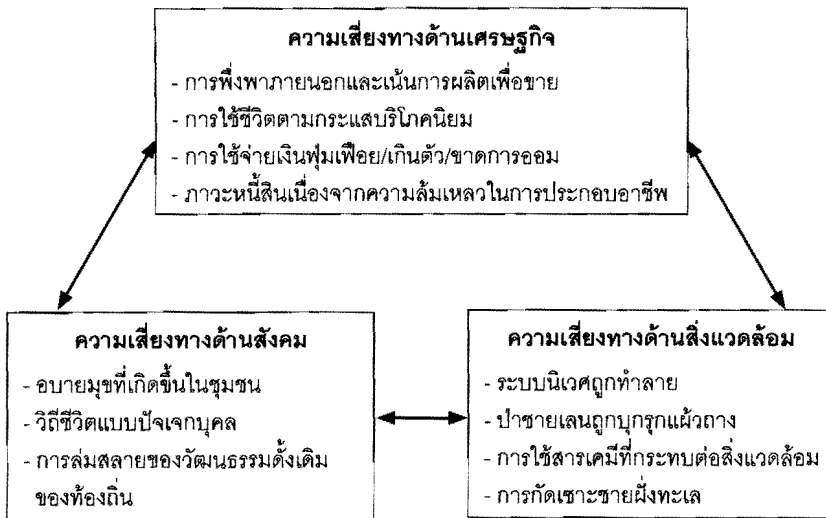 ความเสี่ยงทางด้านเศรษฐกิจ
- การพึ่งพาภายนอกและเน้นการผลิตเพื่อขาย
- การใช้ชีวิตตามกระแสบริโภคนิยม
- การใช้จ่ายเงินฟุ่มเฟือย/เกินตัว/ขาดการออม
- ภาวะหนี้สินเนื่องจากความล้มเหลวในการประกอบอาชีพ
ความเสี่ยงทางด้านสังคม
- อบายมุขที่เกิดขึ้นในชุมชน
- วิถีชีวิตแบบปัจเจกบุคล
- การล่มสลายของวัฒนธรรมดั้งเดิม
ของท้องถิ่น
ความเสี่ยงทางด้านสิ่งแวดล้อม
- ระบบนิเวศถูกทำลาย
- ป่าชายเลนถูกบุกรุกแผ้วถาง
- การใช้สารเคมีที่กระทบต่อสิ่งแวดล้อม
- การกัดเซาะชายฝั่งทะเล